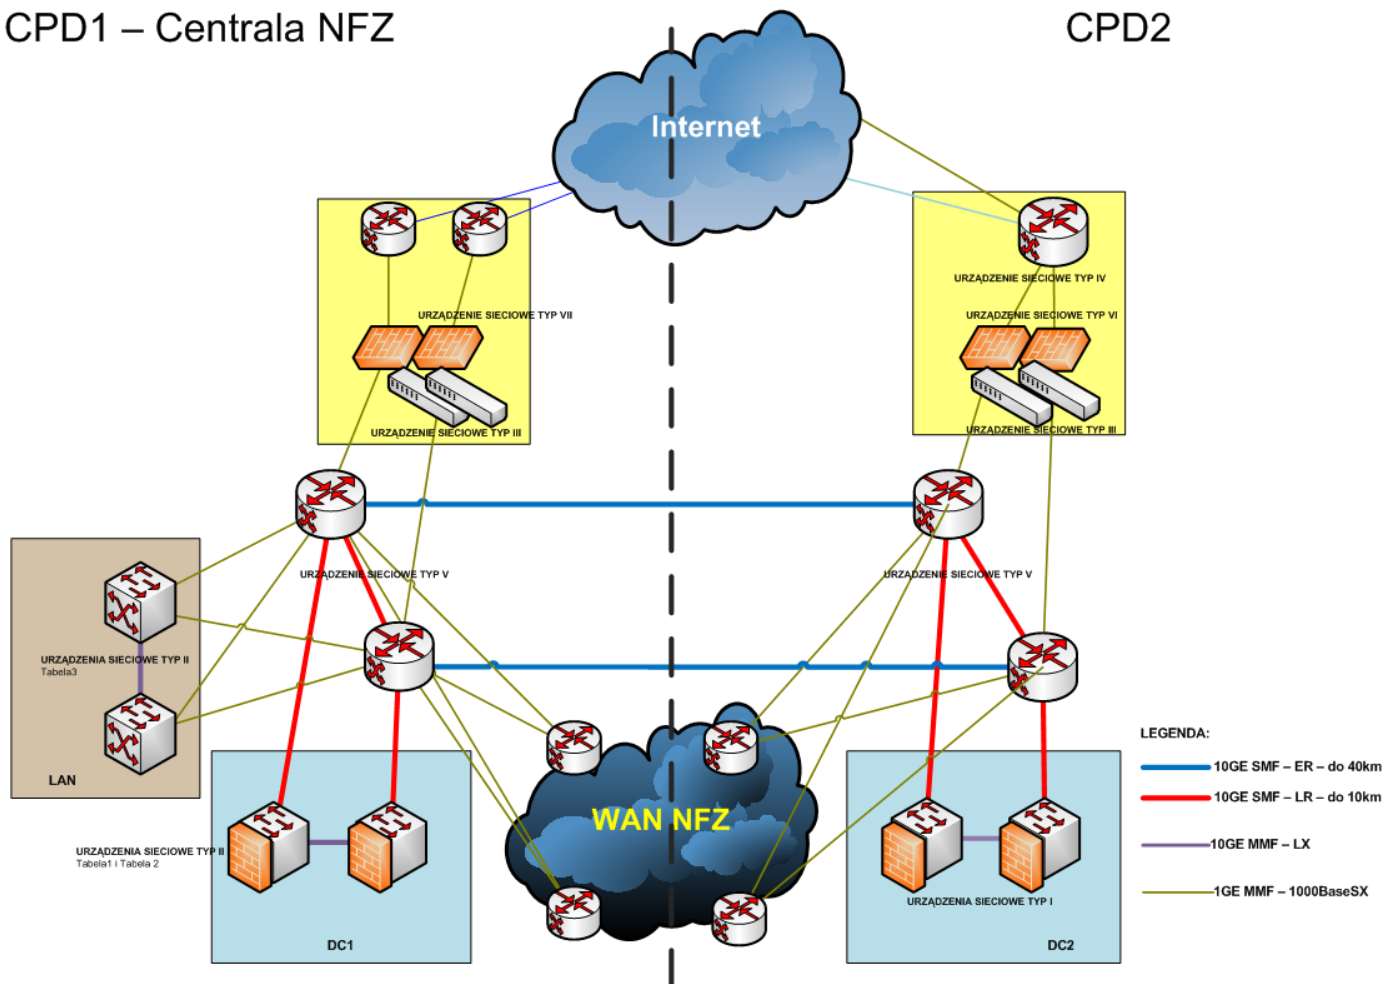 CPD1 – Centrala NFZ
CPD2
Internet
URZĄDZENIE SIECIOWE TYP IV
URZĄDZENIE SIECIOWE TYP VII
URZĄDZENIE SIECIOWE TYP VI
URZĄDZENIE SIECIOWE TYP III
URZĄDZENIE SIECIOWE TYP III
URZĄDZENIE SIECIOWE TYP V
URZĄDZENIE SIECIOWE TYP V
URZĄDZENIA SIECIOWE TYP II
Tabela3
LAN
WAN NFZ
URZĄDZENIA SIECIOWE TYP II
Tabela1 i Tabela 2
DC1
URZĄDZENIA SIECIOWE TYP I
DC2
LEGENDA:
10GE SMF – ER – do 40km
10GE SMF – LR – do 10km
10GE MMF – LX
1GE MMF – 1000BaseSX